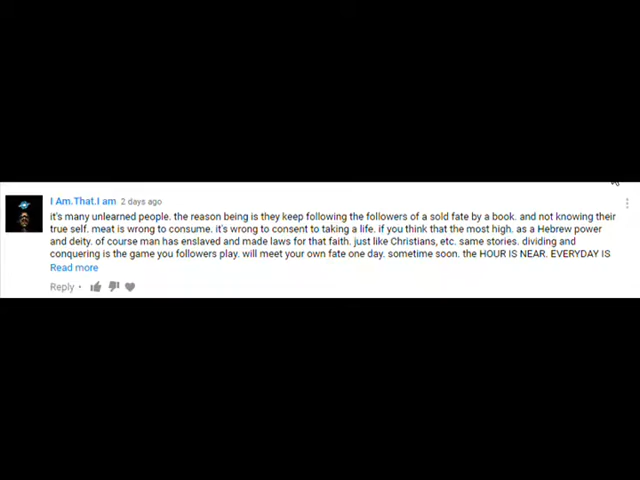 I Am.That.I am 2 days ago
it's many unlearned people. the reason being is they keep following the followers of a sold fate by a book. and not knowing their
true self. meat is wrong to consume. it's wrong to consent to taking a life. if you think that the most high. as a Hebrew power
and deity. of course man has enslaved and made laws for that faith. just like Christians, etc. same stories. dividing and
conquering is the game you followers play. will meet your own fate one day. sometime soon. the HOUR IS NEAR. EVERYDAY IS
Read more
Reply •